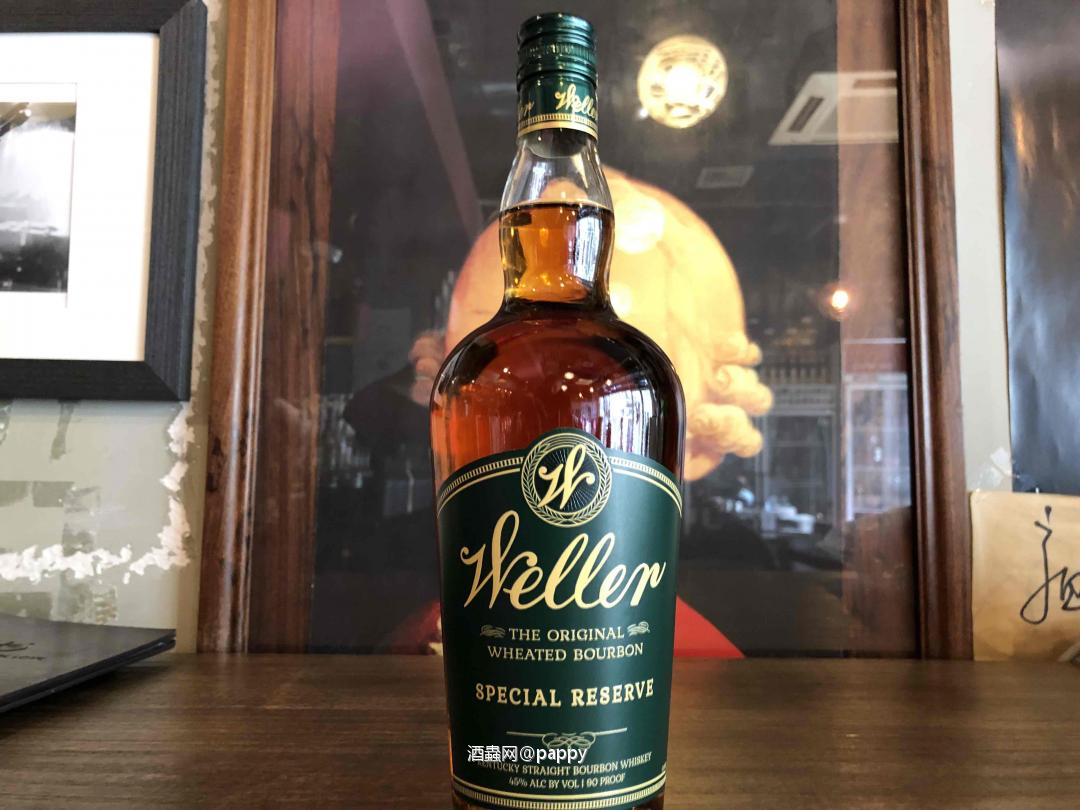 Weller
W
Weller
THE ORIGINAL
WHEATED BOURBON
SPECIAL RESERVE
酒蟲网@pappy
KENTUCKY STRAIGHT BOURBON WHISKEY
45% ALC BY VOL | 90 PROOF